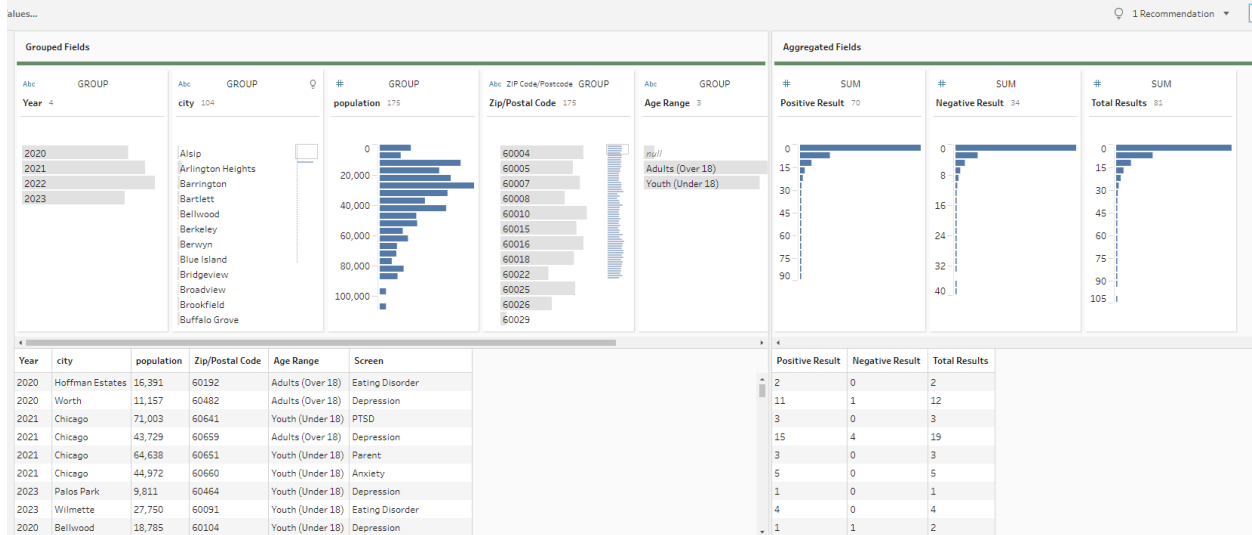 alues...
1 Recommendation
Grouped Fields
Aggregated Fields
Abc GROUP
Year 4
2020
2021
2022
2023
Abc GROUP
city 104
Alsip
Arlington Heights
Barrington
Bartlett
Bellwood
Berkeley
Berwyn
Blue Island
Bridgeview
Broadview
Brookfield
Buffalo Grove
# GROUP
population 175
0
20,000
40,000
60,000
80,000
100,000
Abc ZIP Code/Postcode GROUP
Zip/Postal Code 175
60004
60005
60007
60008
60010
60015
60016
60018
60022
60025
60026
60029
Abc GROUP
Age Range 3
null
Adults (Over 18)
Youth (Under 18)
# SUM
Positive Result 70
0
15
30
45
60
75
90
# SUM
Negative Result 34
0
8
16
24
32
40
# SUM
Total Results 81
0
15
30
45
60
75
90
105
Year city population Zip/Postal Code Age Range Screen Positive Result Negative Result Total Results
2020 Hoffman Estates 16,391 60192 Adults (Over 18) Eating Disorder 2 0 2
2020 Worth 11,157 60482 Adults (Over 18) Depression 11 1 12
2021 Chicago 71,003 60641 Youth (Under 18) PTSD 3 0 3
2021 Chicago 43,729 60659 Adults (Over 18) Depression 15 4 19
2021 Chicago 64,638 60651 Youth (Under 18) Parent 3 0 3
2021 Chicago 44,972 60660 Youth (Under 18) Anxiety 5 0 5
2023 Palos Park 9,811 60464 Youth (Under 18) Depression 1 0 1
2023 Wilmette 27,750 60091 Youth (Under 18) Eating Disorder 4 0 4
2020 Bellwood 18,785 60104 Youth (Under 18) Depression 1 1 2